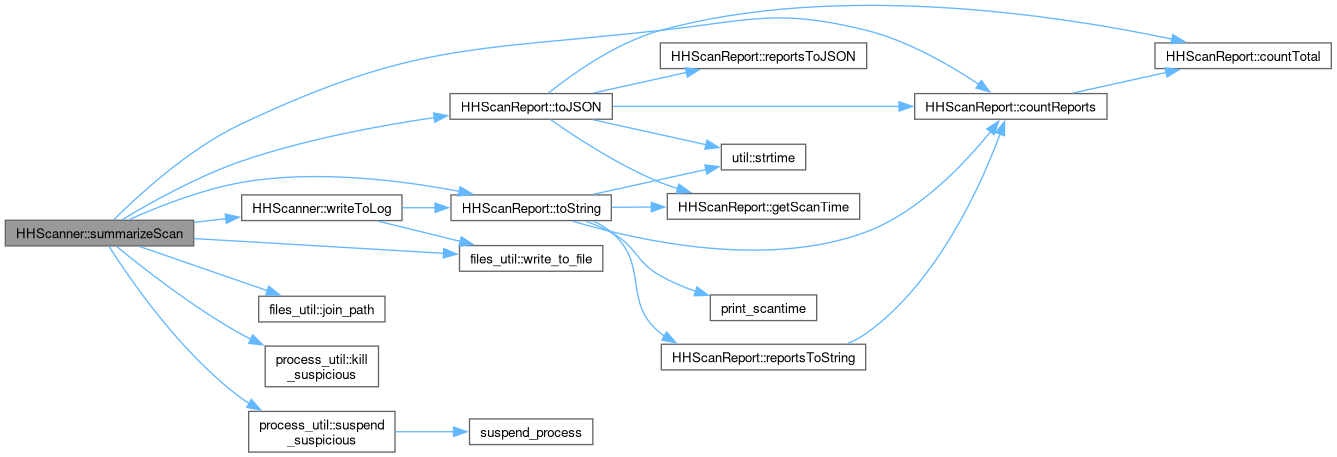 HHScanReport::reportsToJSON
HHScanReport::countTotal
HHScanReport::toJSON
HHScanReport::countReports
util::strtime
HHScanner::writeToLog
HHScanReport::toString
HHScanReport::getScanTime
HHScanner::summarizeScan
files_util::write_to_file
files_util::join_path
print_scantime
process_util::kill
_suspicious
HHScanReport::reportsToString
process_util::suspend
_suspicious
suspend_process